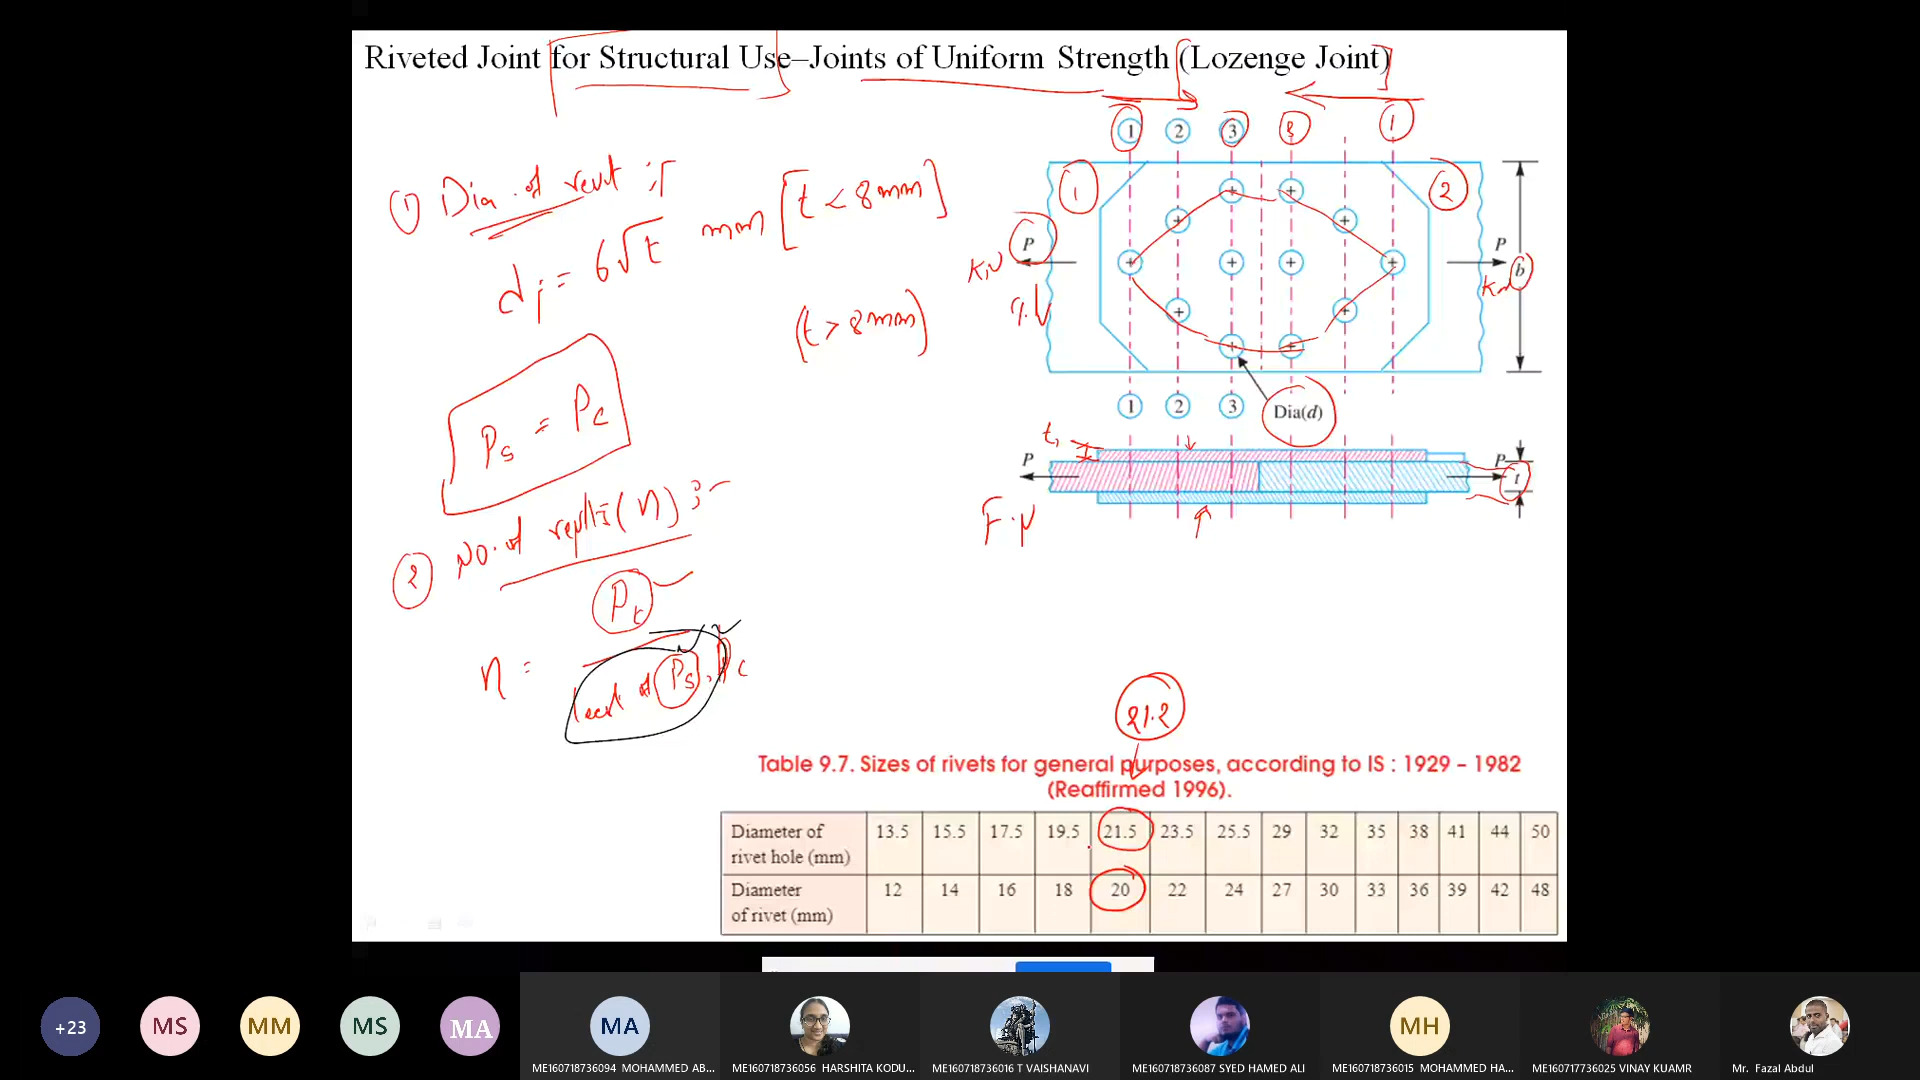 Riveted Joint for Structural Use–Joints of Uniform Strength (Lozenge Joint)
1 2 3 3 1
① Dia. of
t < 8mm
mm
d = 6√t
(t > 8mm)
Ps = Pc
② No. of (n) :-
Pt
n =
of Ps, Pc
1 2
P P
b
1 2 3
Dia(d)
t₁
P P
t
21.2
Table 9.7. Sizes of rivets for general purposes, according to IS : 1929 – 1982
(Reaffirmed 1996).
Diameter of rivet hole (mm) 13.5 15.5 17.5 19.5 21.5 23.5 25.5 29 32 35 38 41 44 50
Diameter of rivet (mm) 12 14 16 18 20 22 24 27 30 33 36 39 42 48
+23 MS MM MS MA MA MH
ME160718736094 MOHAMMED AB...
ME160718736056 HARSHITA KODU...
ME160718736016 T VAISHANAVI
ME160718736087 SYED HAMED ALI
ME160718736015 MOHAMMED HA...
ME160717736025 VINAY KUAMR
Mr. Fazal Abdul